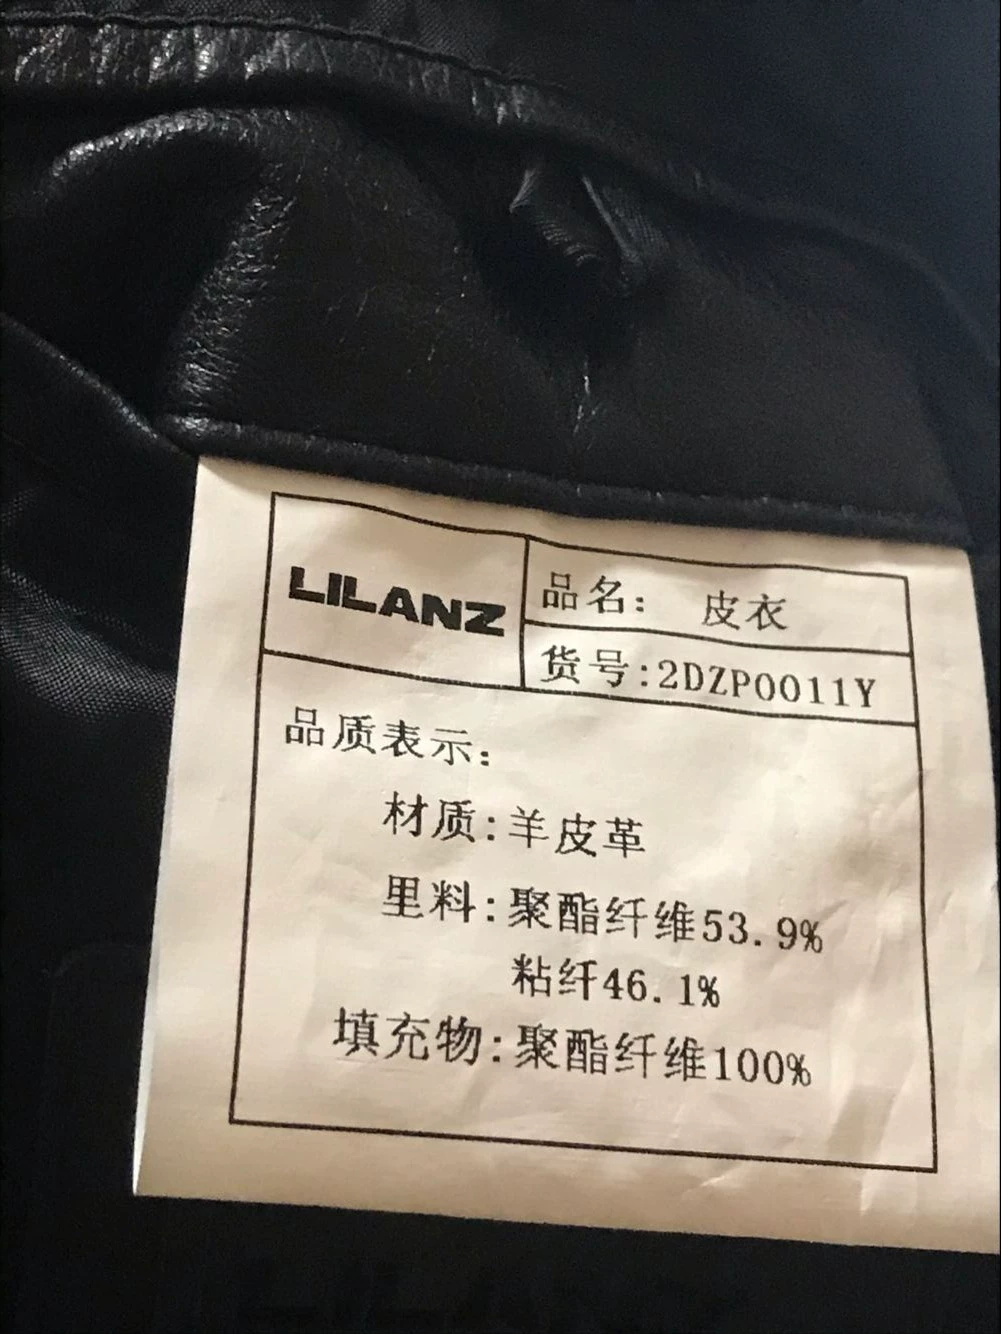 LILANZ
品名： 皮衣
货号:2DZP0011Y
品质表示：
材质:羊皮革
里料:聚酯纤维53.9%
粘纤46.1%
填充物:聚酯纤维100%